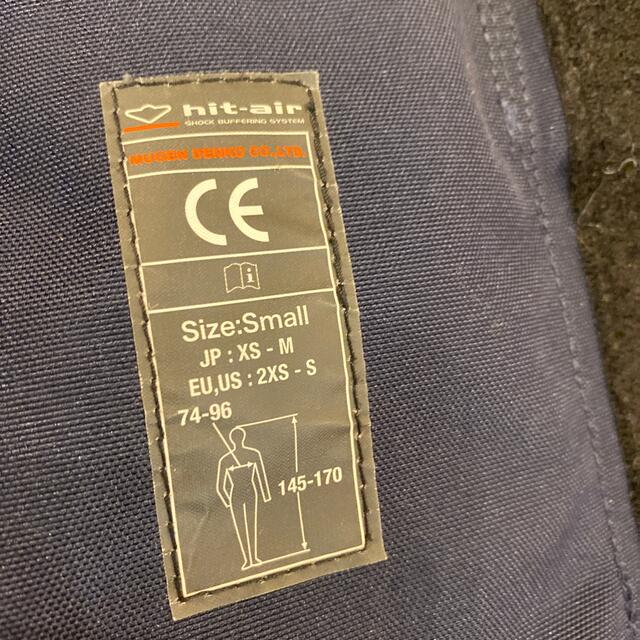 hit-air
SHOCK BUFFERING SYSTEM
MUGEN DENKO CO.,LTD.
CE
i
Size:Small
JP : XS - M
EU,US : 2XS - S
74-96
145-170